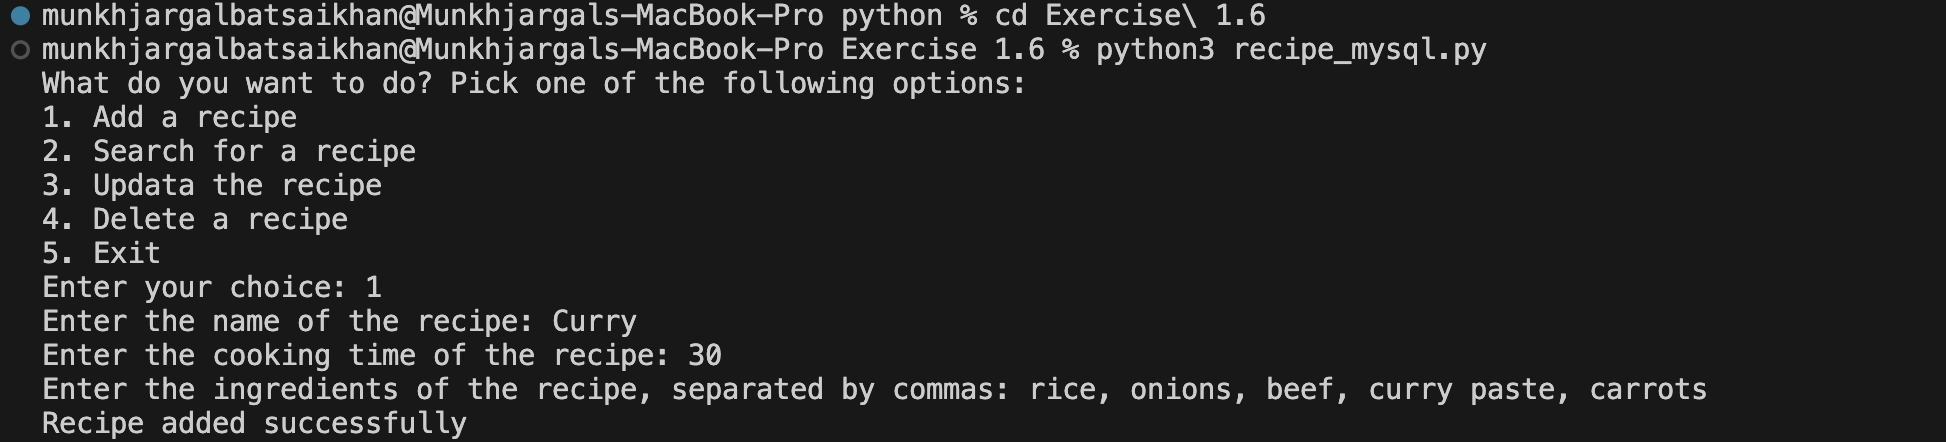 munkhjargalbatsaikhan@Munkhjargals-MacBook-Pro python % cd Exercise\ 1.6
munkhjargalbatsaikhan@Munkhjargals-MacBook-Pro Exercise 1.6 % python3 recipe_mysql.py
What do you want to do? Pick one of the following options:
1. Add a recipe
2. Search for a recipe
3. Updata the recipe
4. Delete a recipe
5. Exit
Enter your choice: 1
Enter the name of the recipe: Curry
Enter the cooking time of the recipe: 30
Enter the ingredients of the recipe, separated by commas: rice, onions, beef, curry paste, carrots
Recipe added successfully